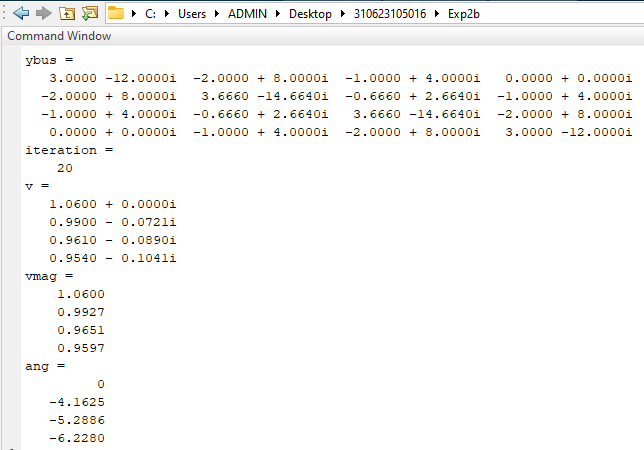 C: Users ADMIN Desktop 310623105016 Exp2b
Command Window
ybus =
3.0000 -12.0000i -2.0000 + 8.0000i -1.0000 + 4.0000i 0.0000 + 0.0000i
-2.0000 + 8.0000i 3.6660 -14.6640i -0.6660 + 2.6640i -1.0000 + 4.0000i
-1.0000 + 4.0000i -0.6660 + 2.6640i 3.6660 -14.6640i -2.0000 + 8.0000i
0.0000 + 0.0000i -1.0000 + 4.0000i -2.0000 + 8.0000i 3.0000 -12.0000i
iteration =
20
v =
1.0600 + 0.0000i
0.9900 - 0.0721i
0.9610 - 0.0890i
0.9540 - 0.1041i
vmag =
1.0600
0.9927
0.9651
0.9597
ang =
0
-4.1625
-5.2886
-6.2280